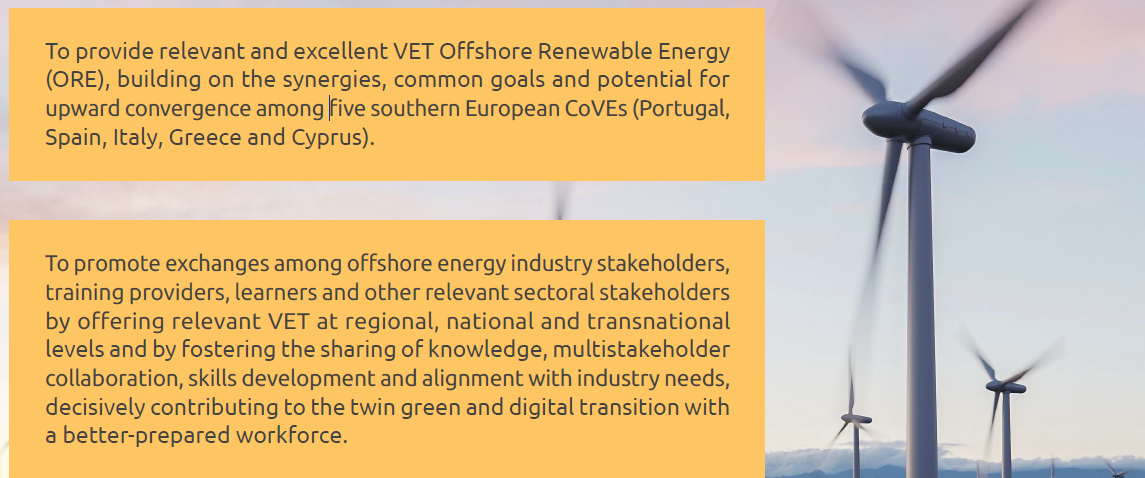 To provide relevant and excellent VET Offshore Renewable Energy
(ORE), building on the synergies, common goals and potential for
upward convergence among five southern European CoVEs (Portugal,
Spain, Italy, Greece and Cyprus).
To promote exchanges among offshore energy industry stakeholders,
training providers, learners and other relevant sectoral stakeholders
by offering relevant VET at regional, national and transnational
levels and by fostering the sharing of knowledge, multistakeholder
collaboration, skills development and alignment with industry needs,
decisively contributing to the twin green and digital transition with
a better-prepared workforce.